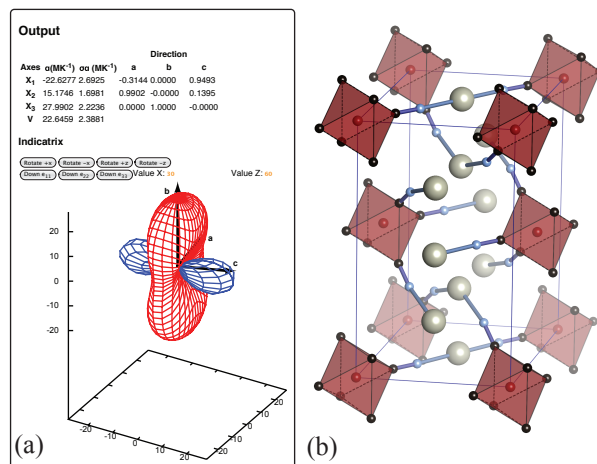 Output
Direction
Axes α(MK⁻¹) σα (MK⁻¹) a b c
X₁ -22.6277 2.6925 -0.3144 0.0000 0.9493
X₂ 15.1746 1.6981 0.9902 -0.0000 0.1395
X₃ 27.9902 2.2236 0.0000 1.0000 -0.0000
V 22.6459 2.3881
Indicatrix
Rotate +x Rotate −x Rotate +z Rotate −z
Down e₁₁ Down e₂₂ Down e₃₃ Value X: 30 Value Z: 60
b
a
c
20
10
0
-10
-20
-20
-10
0
10
20
-20
-10
0
10
20
(a)
(b)